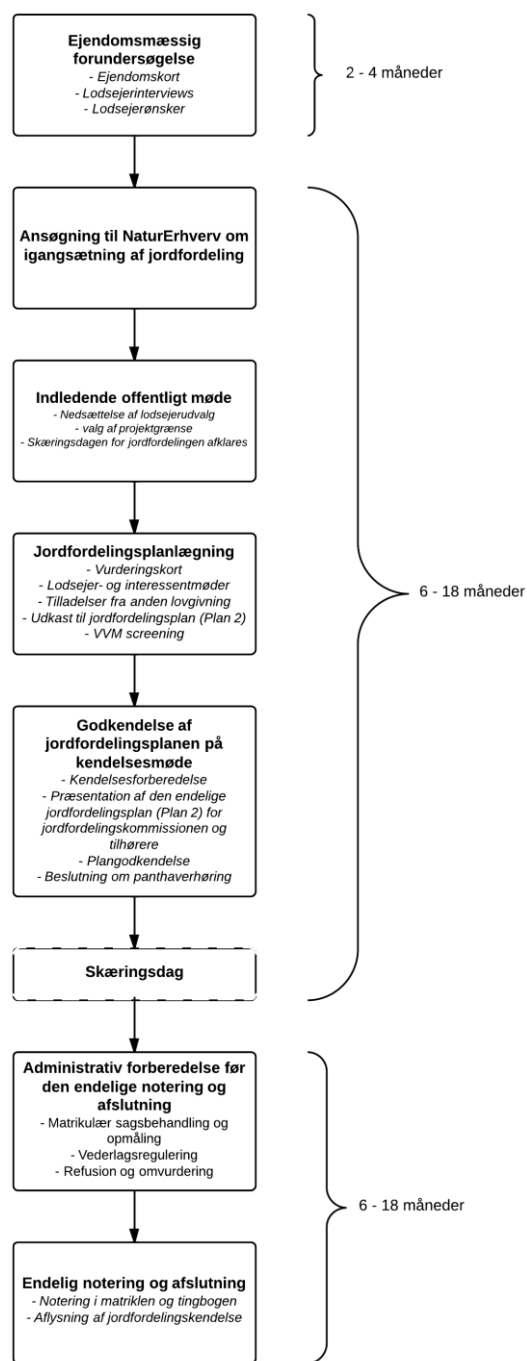 Ejendomsmæssig
forundersøgelse
- Ejendomskort
- Lodsejerinterviews
- Lodsejerønsker
2 - 4 måneder
Ansøgning til NaturErhverv om
igangsætning af jordfordeling
Indledende offentligt møde
- Nedsættelse af lodsejerudvalg
- valg af projektgrænse
- Skæringsdagen for jordfordelingen afklares
Jordfordelingsplanlægning
- Vurderingskort
- Lodsejer- og interessentmøder
- Tilladelser fra anden lovgivning
- Udkast til jordfordelingsplan (Plan 2)
- VVM screening
6 - 18 måneder
Godkendelse af
jordfordelingsplanen på
kendelsesmøde
- Kendelsesforberedelse
- Præsentation af den endelige
jordfordelingsplan (Plan 2) for
jordfordelingskommissionen og
tilhørere
- Plangodkendelse
- Beslutning om panthaverhøring
Skæringsdag
Administrativ forberedelse før
den endelige notering og
afslutning
- Matrikulær sagsbehandling og
opmåling
- Vederlagsregulering
- Refusion og omvurdering
6 - 18 måneder
Endelig notering og afslutning
- Notering i matriklen og tingbogen
- Aflysning af jordfordelingskendelse